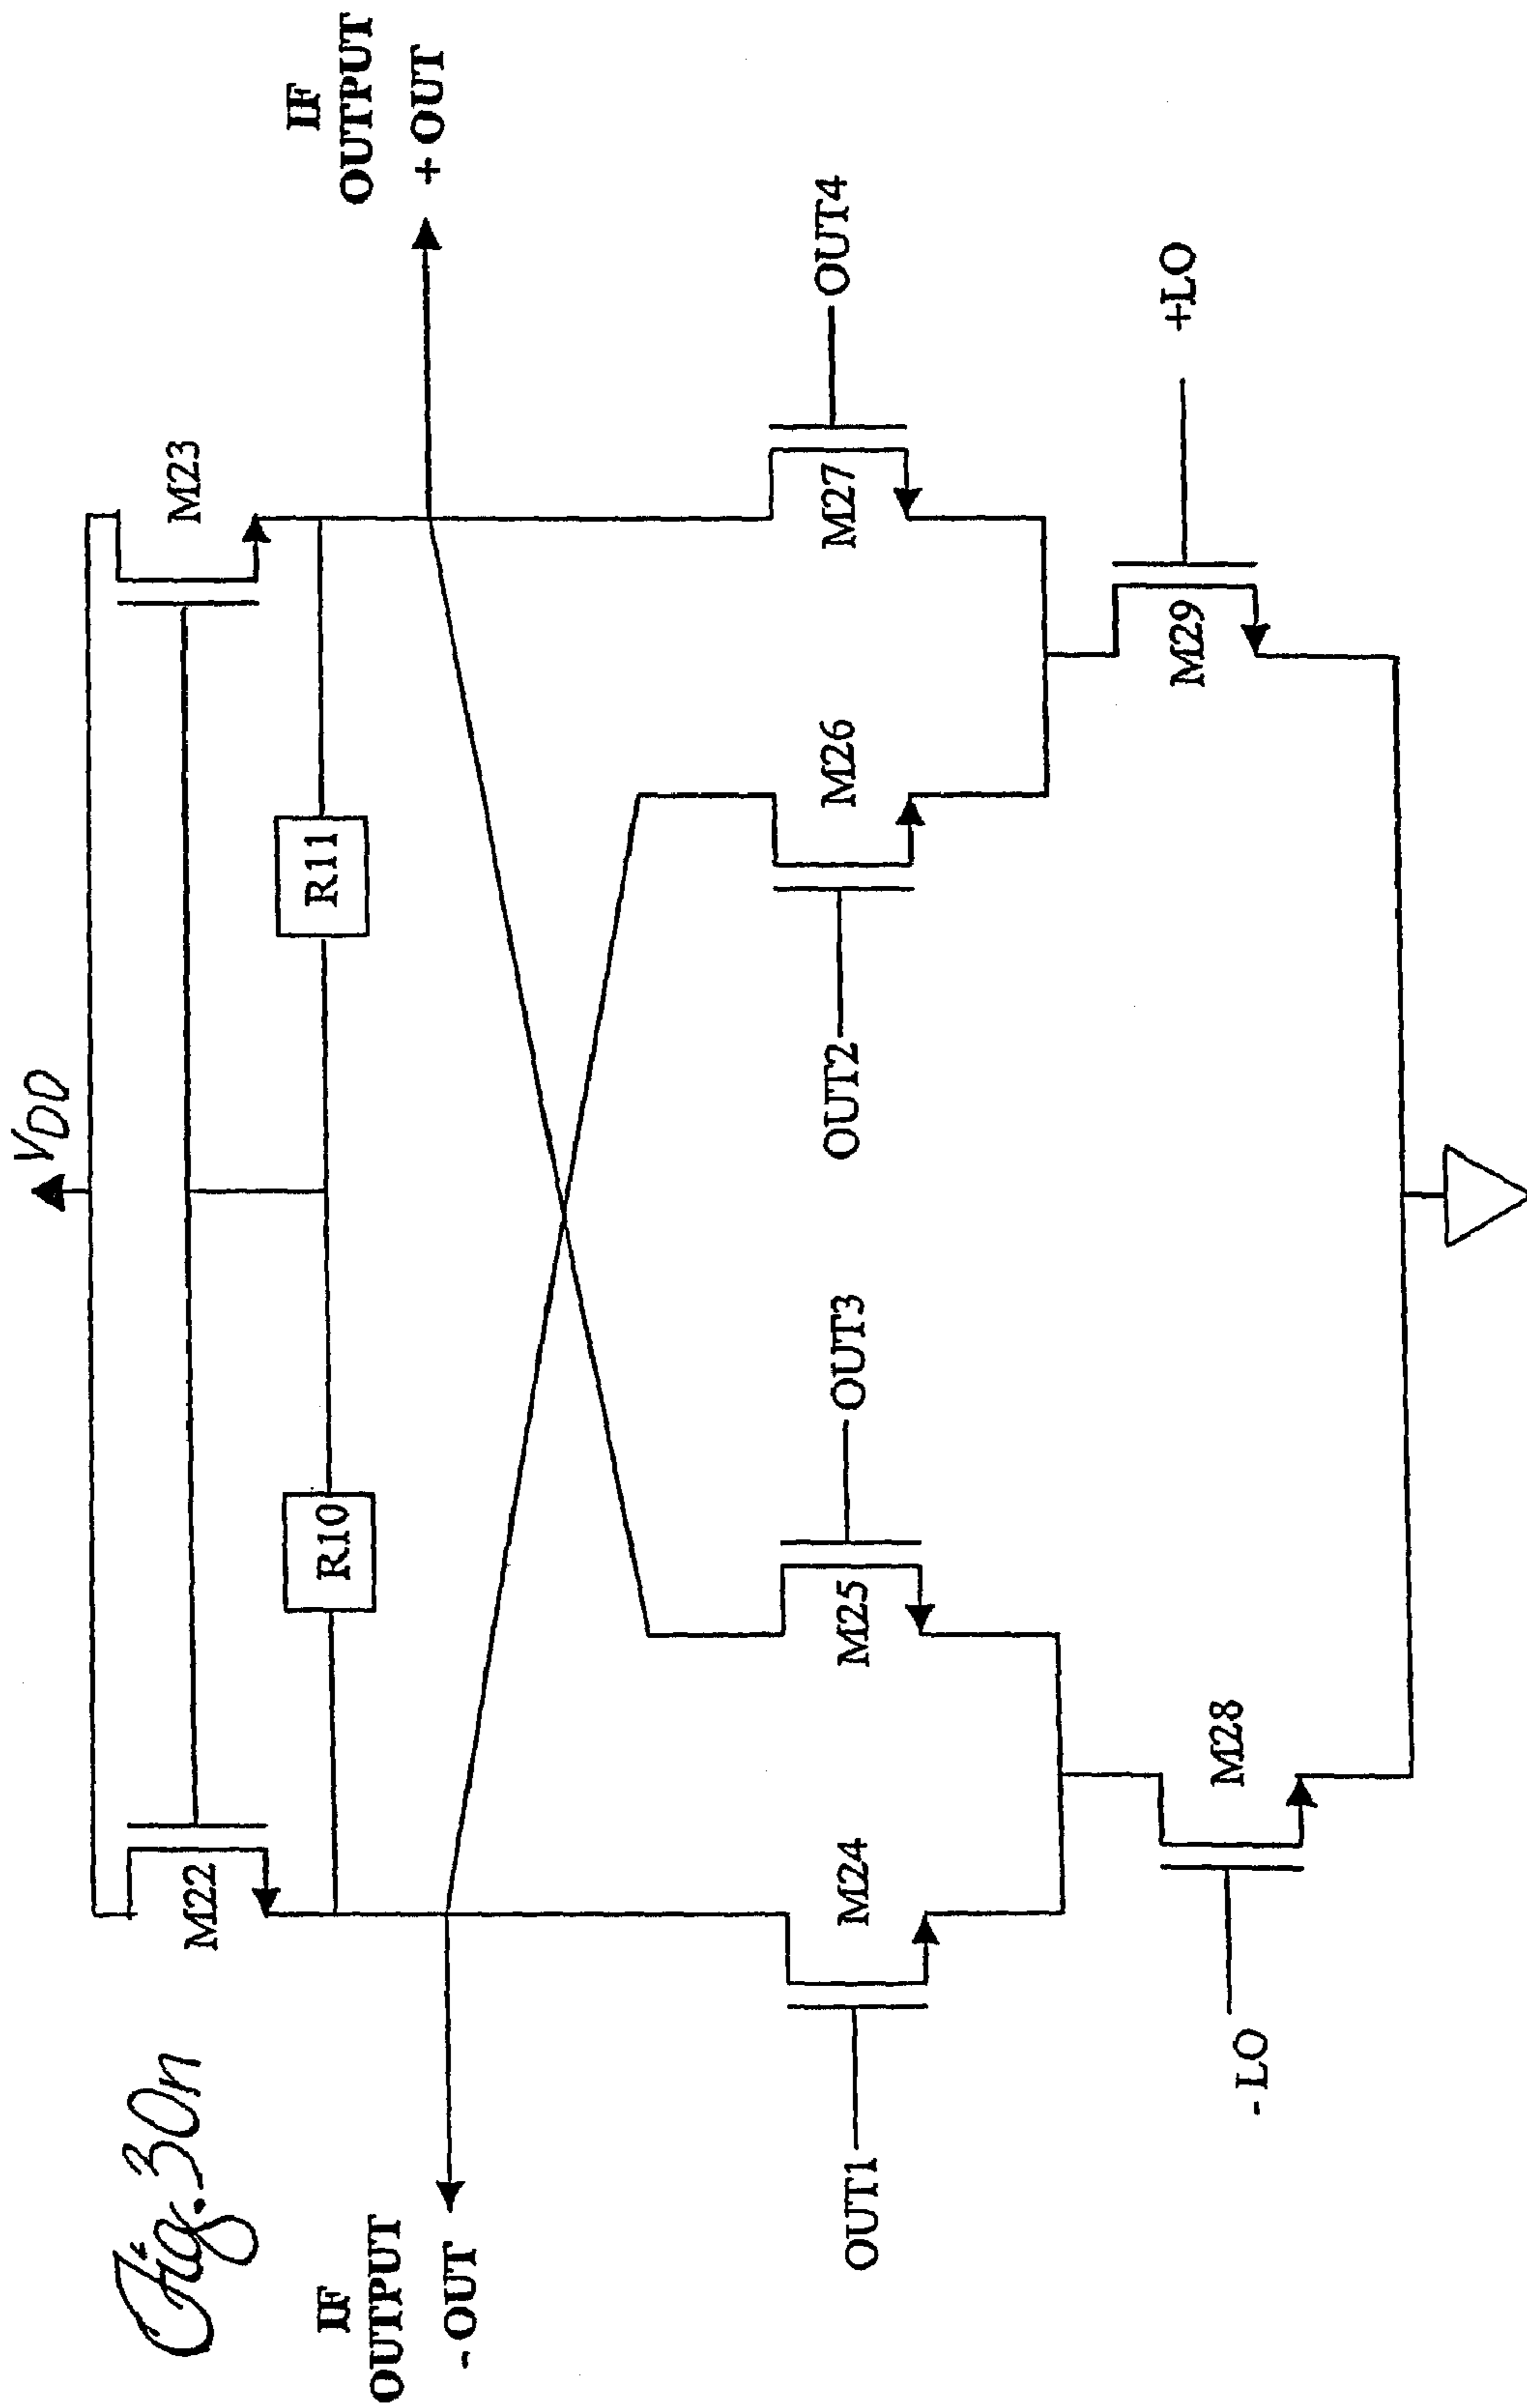 Fig. 30n
VDD
IF
OUTPUT
- OUT
IF
OUTPUT
+ OUT
M22
M23
R10
R11
OUT1
M24
M25
OUT3
OUT2
M26
M27
OUT4
- LO
M28
M29
+LO